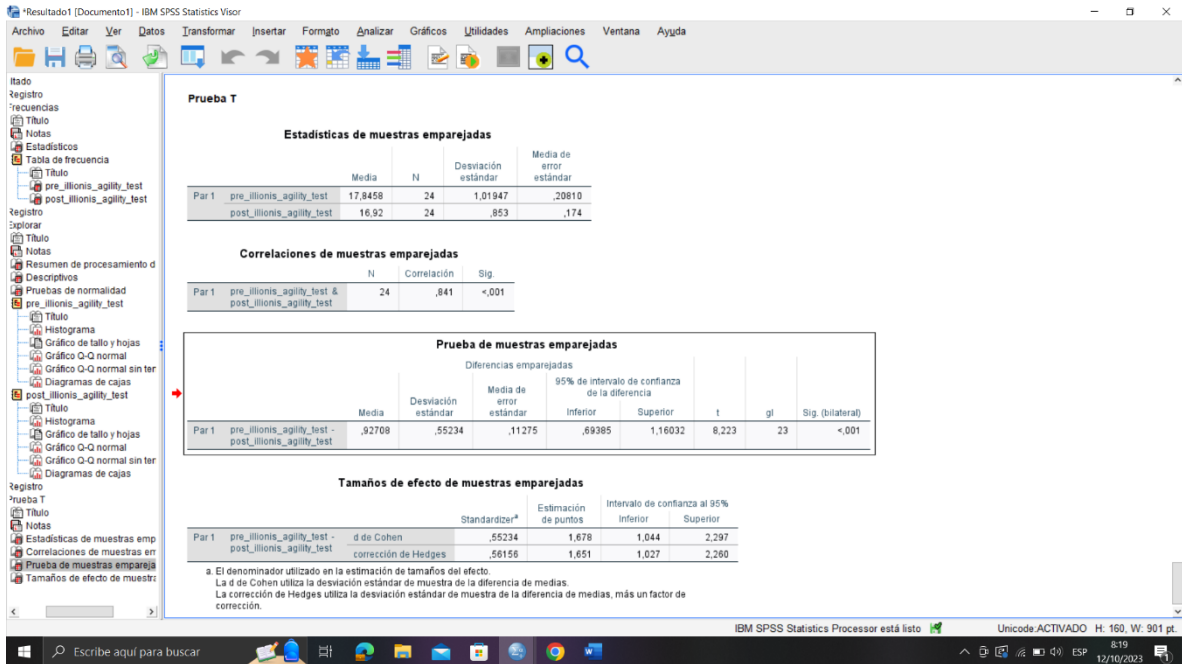 *Resultado1 [Documento1] - IBM SPSS Statistics Visor
Archivo Editar Ver Datos Transformar Insertar Formato Analizar Gráficos Utilidades Ampliaciones Ventana Ayuda
ltado
Registro
Frecuencias
Título
Notas
Estadísticos
Tabla de frecuencia
Título
pre_illionis_agility_test
post_illionis_agility_test
Registro
Explorar
Título
Notas
Resumen de procesamiento d
Descriptivos
Pruebas de normalidad
pre_illionis_agility_test
Título
Histograma
Gráfico de tallo y hojas
Gráfico Q-Q normal
Gráfico Q-Q normal sin ter
Diagramas de cajas
post_illionis_agility_test
Título
Histograma
Gráfico de tallo y hojas
Gráfico Q-Q normal
Gráfico Q-Q normal sin ter
Diagramas de cajas
Registro
Prueba T
Título
Notas
Estadísticas de muestras emp
Correlaciones de muestras em
Prueba de muestras empareja
Tamaños de efecto de muestra
Prueba T
Estadísticas de muestras emparejadas
Media N Desviación estándar Media de error estándar
Par 1 pre_illionis_agility_test 17,8458 24 1,01947 ,20810
post_illionis_agility_test 16,92 24 ,853 ,174
Correlaciones de muestras emparejadas
N Correlación Sig.
Par 1 pre_illionis_agility_test & post_illionis_agility_test 24 ,841 <,001
Prueba de muestras emparejadas
Diferencias emparejadas
95% de intervalo de confianza de la diferencia
Media Desviación estándar Media de error estándar Inferior Superior t gl Sig. (bilateral)
Par 1 pre_illionis_agility_test - post_illionis_agility_test ,92708 ,55234 ,11275 ,69385 1,16032 8,223 23 <,001
Tamaños de efecto de muestras emparejadas
Intervalo de confianza al 95%
Standardizerª Estimación de puntos Inferior Superior
Par 1 pre_illionis_agility_test - post_illionis_agility_test d de Cohen ,55234 1,678 1,044 2,297
corrección de Hedges ,56156 1,651 1,027 2,260
a. El denominador utilizado en la estimación de tamaños del efecto.
La d de Cohen utiliza la desviación estándar de muestra de la diferencia de medias.
La corrección de Hedges utiliza la desviación estándar de muestra de la diferencia de medias, más un factor de
corrección.
IBM SPSS Statistics Processor está listo Unicode:ACTIVADO H: 160, W: 901 pt.
Escribe aquí para buscar
ESP
8:19
12/10/2023